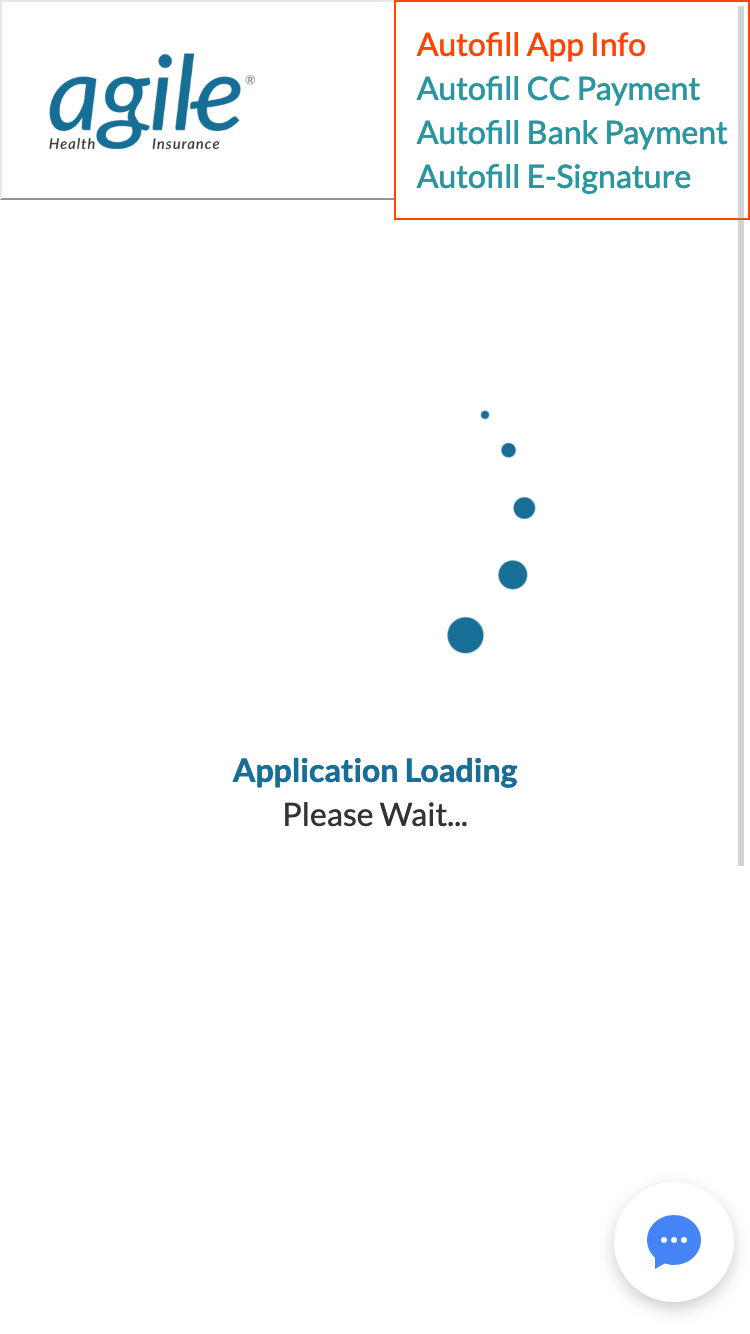 agile®
Health Insurance
Autofill App Info
Autofill CC Payment
Autofill Bank Payment
Autofill E-Signature
Application Loading
Please Wait...